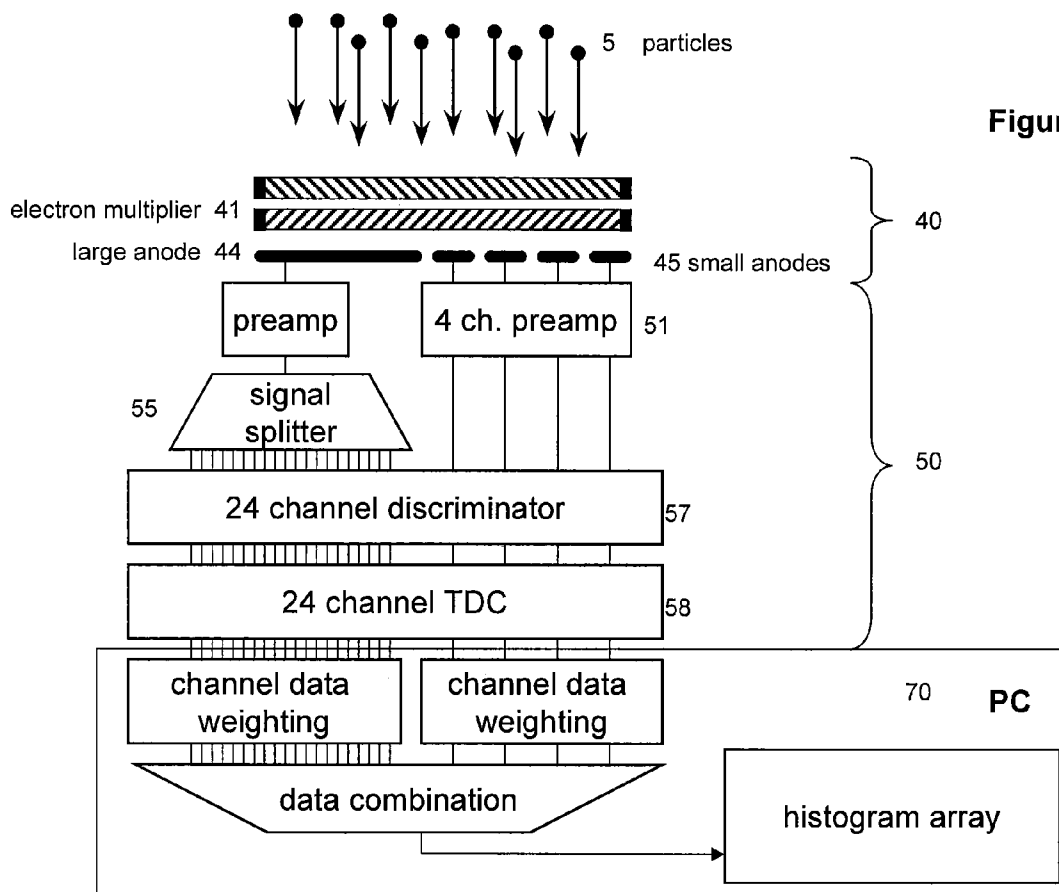 5 particles
Figur
electron multiplier 41
40
large anode 44
45 small anodes
preamp
4 ch. preamp
51
55
signal
splitter
50
24 channel discriminator
57
24 channel TDC
58
channel data
weighting
channel data
weighting
70
PC
data combination
histogram array